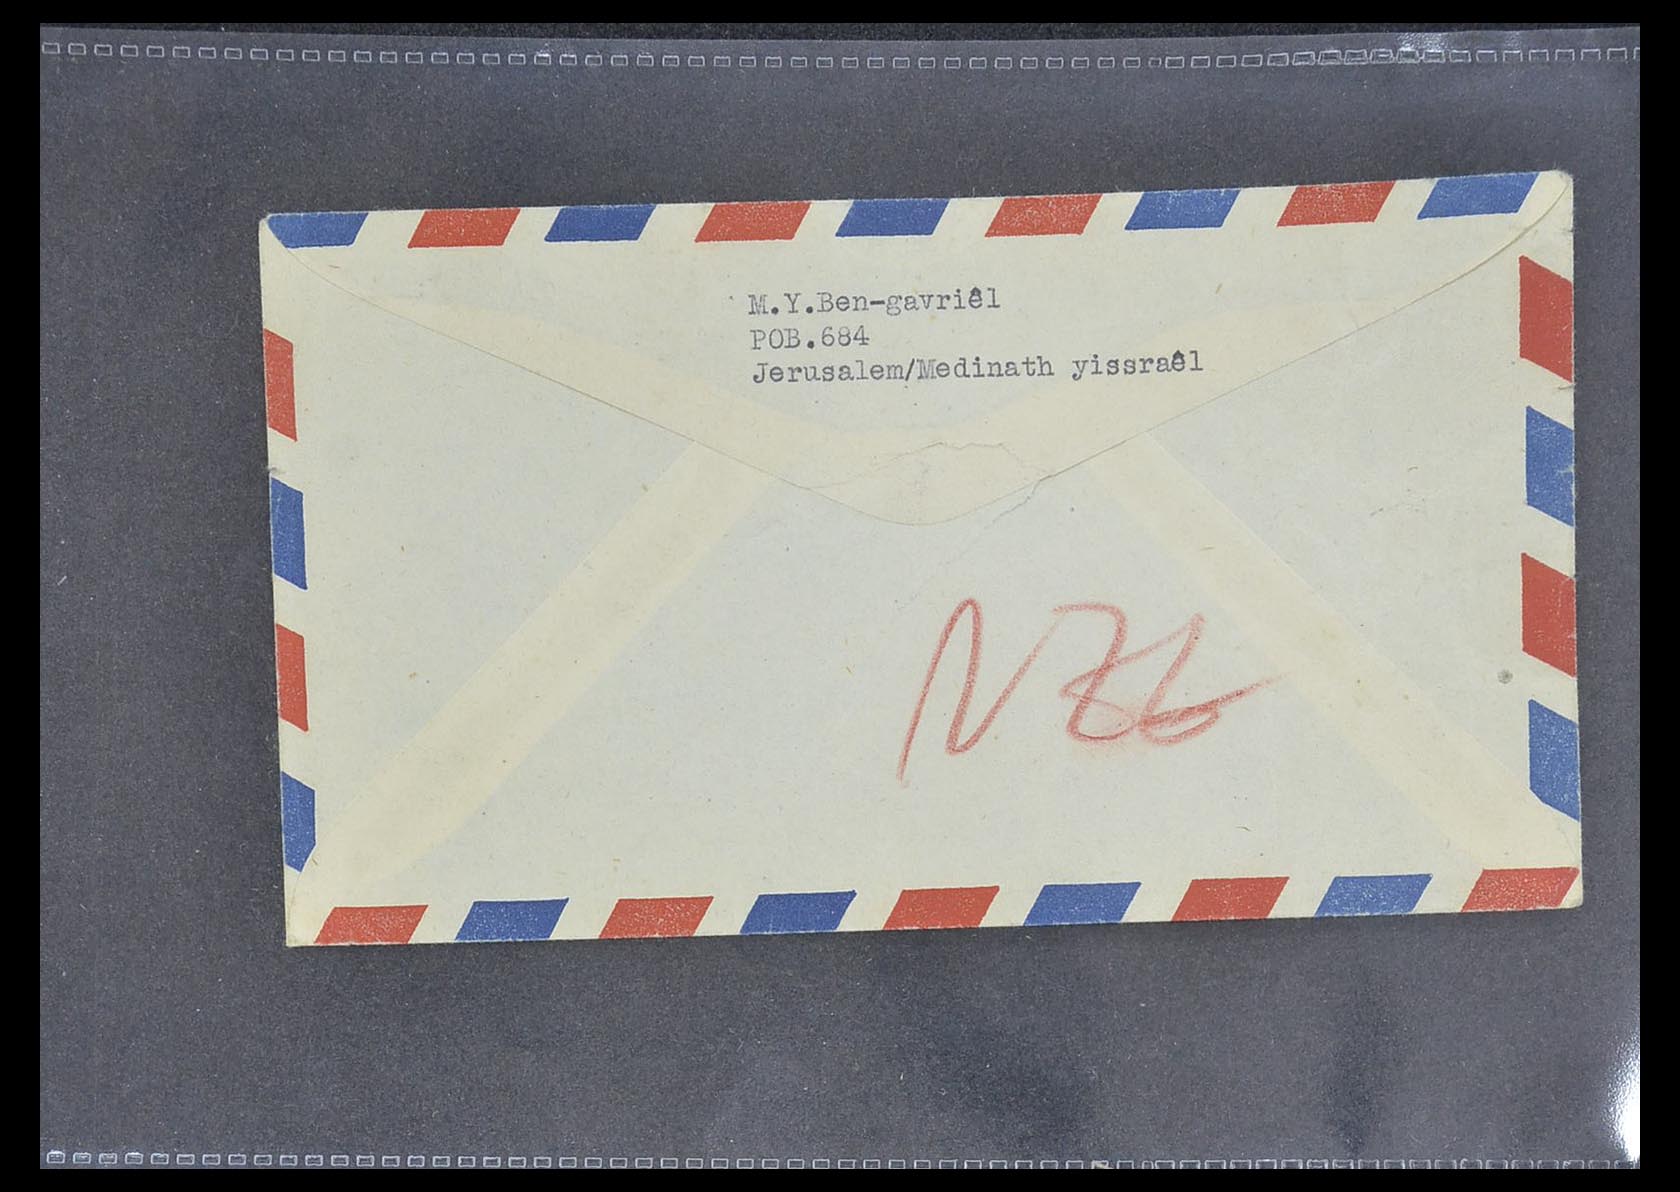 M.Y.Ben-gavriêl
POB.684
Jerusalem/Medinath yissraêl